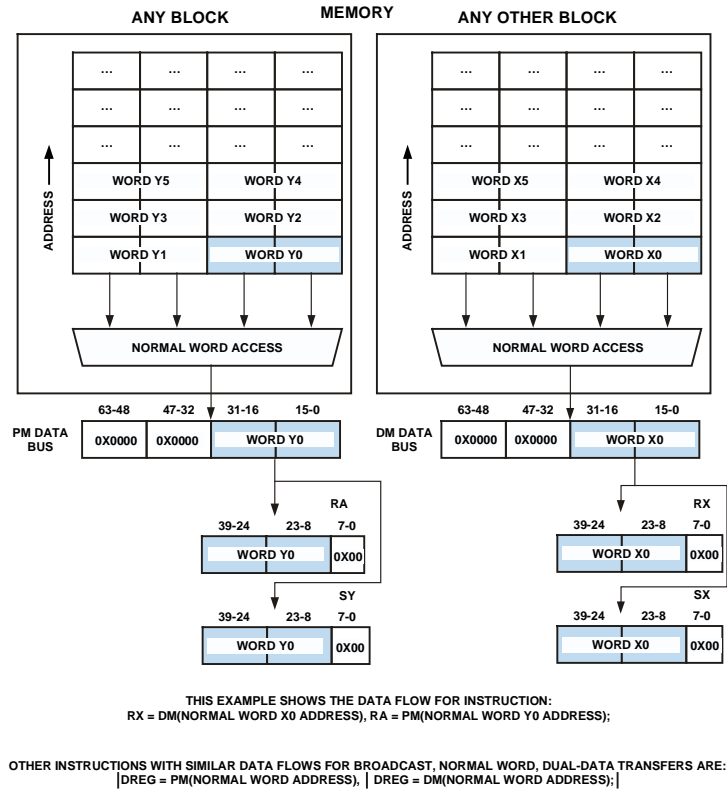 MEMORY
ANY BLOCK
... ... ... ...
... ... ... ...
... ... ... ...
WORD Y5 WORD Y4
WORD Y3 WORD Y2
WORD Y1 WORD Y0
ADDRESS
NORMAL WORD ACCESS
63-48 47-32 31-16 15-0
PM DATA
BUS
0X0000 0X0000 WORD Y0
RA
39-24 23-8 7-0
WORD Y0 0X00
SY
39-24 23-8 7-0
WORD Y0 0X00
ANY OTHER BLOCK
... ... ... ...
... ... ... ...
... ... ... ...
WORD X5 WORD X4
WORD X3 WORD X2
WORD X1 WORD X0
ADDRESS
NORMAL WORD ACCESS
63-48 47-32 31-16 15-0
DM DATA
BUS
0X0000 0X0000 WORD X0
RX
39-24 23-8 7-0
WORD X0 0X00
SX
39-24 23-8 7-0
WORD X0 0X00
THIS EXAMPLE SHOWS THE DATA FLOW FOR INSTRUCTION:
RX = DM(NORMAL WORD X0 ADDRESS), RA = PM(NORMAL WORD Y0 ADDRESS);
OTHER INSTRUCTIONS WITH SIMILAR DATA FLOWS FOR BROADCAST, NORMAL WORD, DUAL-DATA TRANSFERS ARE:
|DREG = PM(NORMAL WORD ADDRESS), | DREG = DM(NORMAL WORD ADDRESS);|